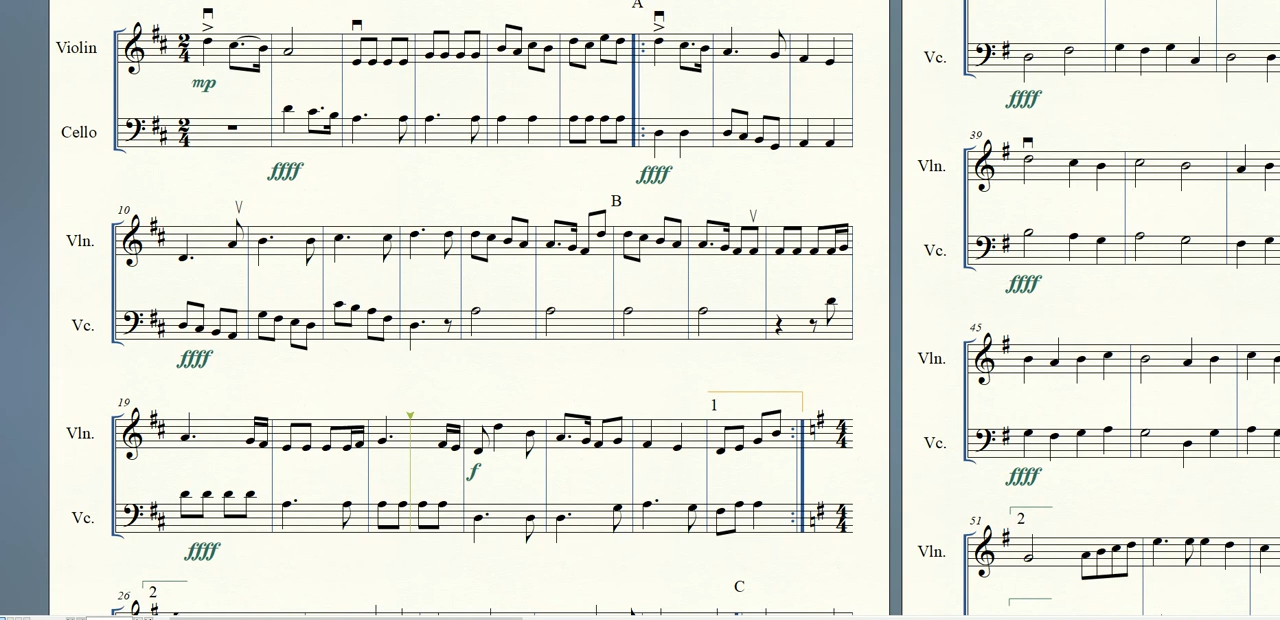 A
Violin
mp
Cello
ffff
ffff
10
B
Vln.
Vc.
ffff
19
1
Vln.
f
Vc.
ffff
26
2
C
Vc.
ffff
39
Vln.
Vc.
ffff
45
Vln.
Vc.
ffff
51
2
Vln.